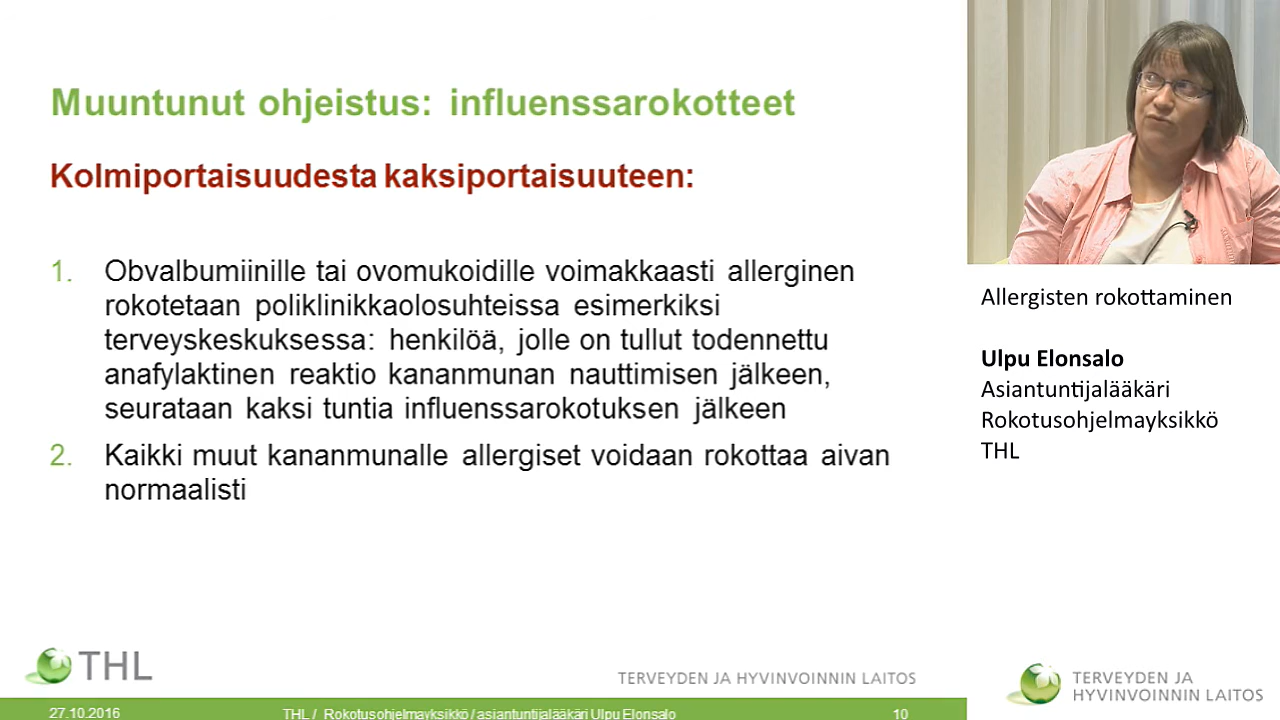 Muuntunut ohjeistus: influenssarokotteet
Kolmiportaisuudesta kaksiportaisuuteen:
1. Obvalbumiinille tai ovomukoidille voimakkaasti allerginen
rokotetaan poliklinikkaolosuhteissa esimerkiksi
terveyskeskuksessa: henkilöä, jolle on tullut todennettu
anafylaktinen reaktio kananmunan nauttimisen jälkeen,
seurataan kaksi tuntia influenssarokotuksen jälkeen
2. Kaikki muut kananmunalle allergiset voidaan rokottaa aivan
normaalisti
THL
TERVEYDEN JA HYVINVOINNIN LAITOS
27.10.2016 THL / Rokotusohjelmayksikkö / asiantuntijalääkäri Ulpu Elonsalo 10
Allergisten rokottaminen
Ulpu Elonsalo
Asiantuntijalääkäri
Rokotusohjelmayksikkö
THL
TERVEYDEN JA
HYVINVOINNIN LAITOS